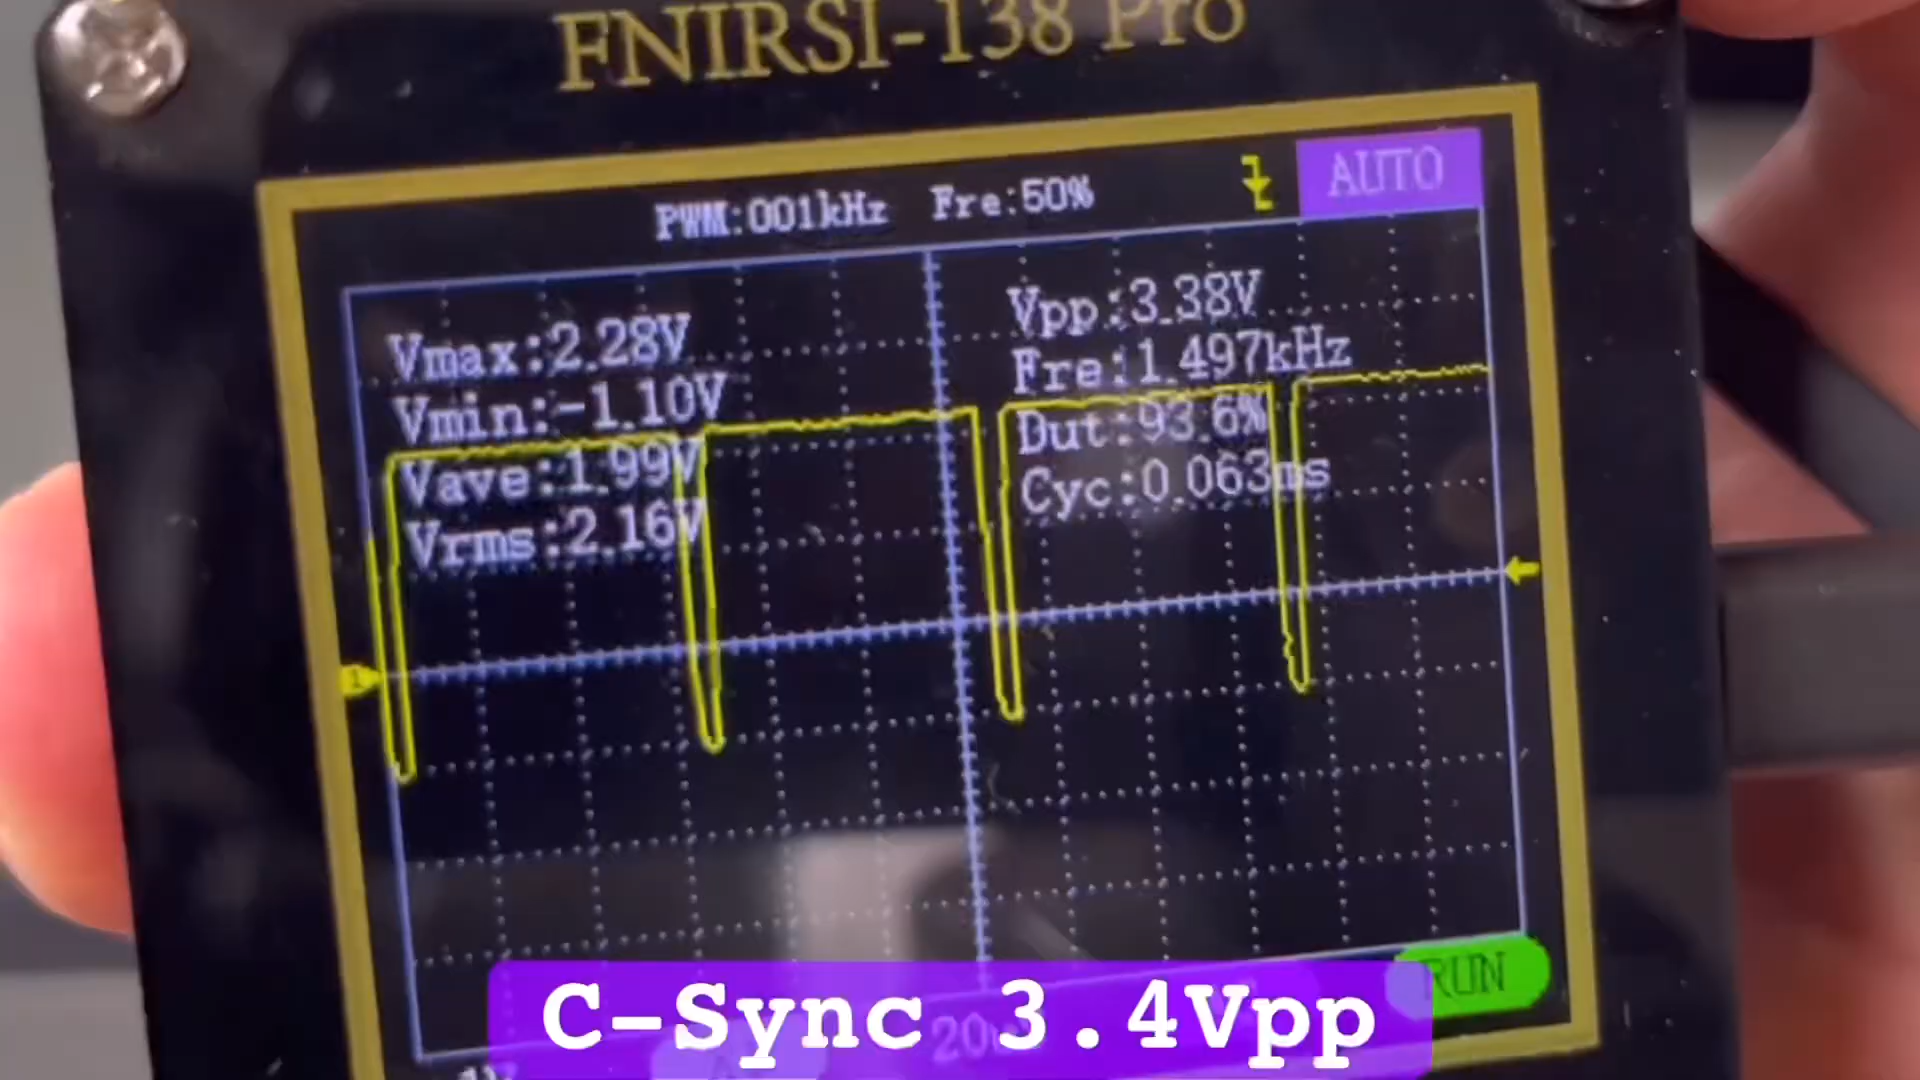 FNIRSI-138 Pro
PWM:001kHz Fre:50% AUTO
Vmax:2.28V
Vmin:-1.10V
Vave:1.99V
Vrms:2.16V
Vpp:3.38V
Fre:1.497kHz
Dut:93.6%
Cyc:0.063ms
1
RUN
C-Sync 3.4Vpp